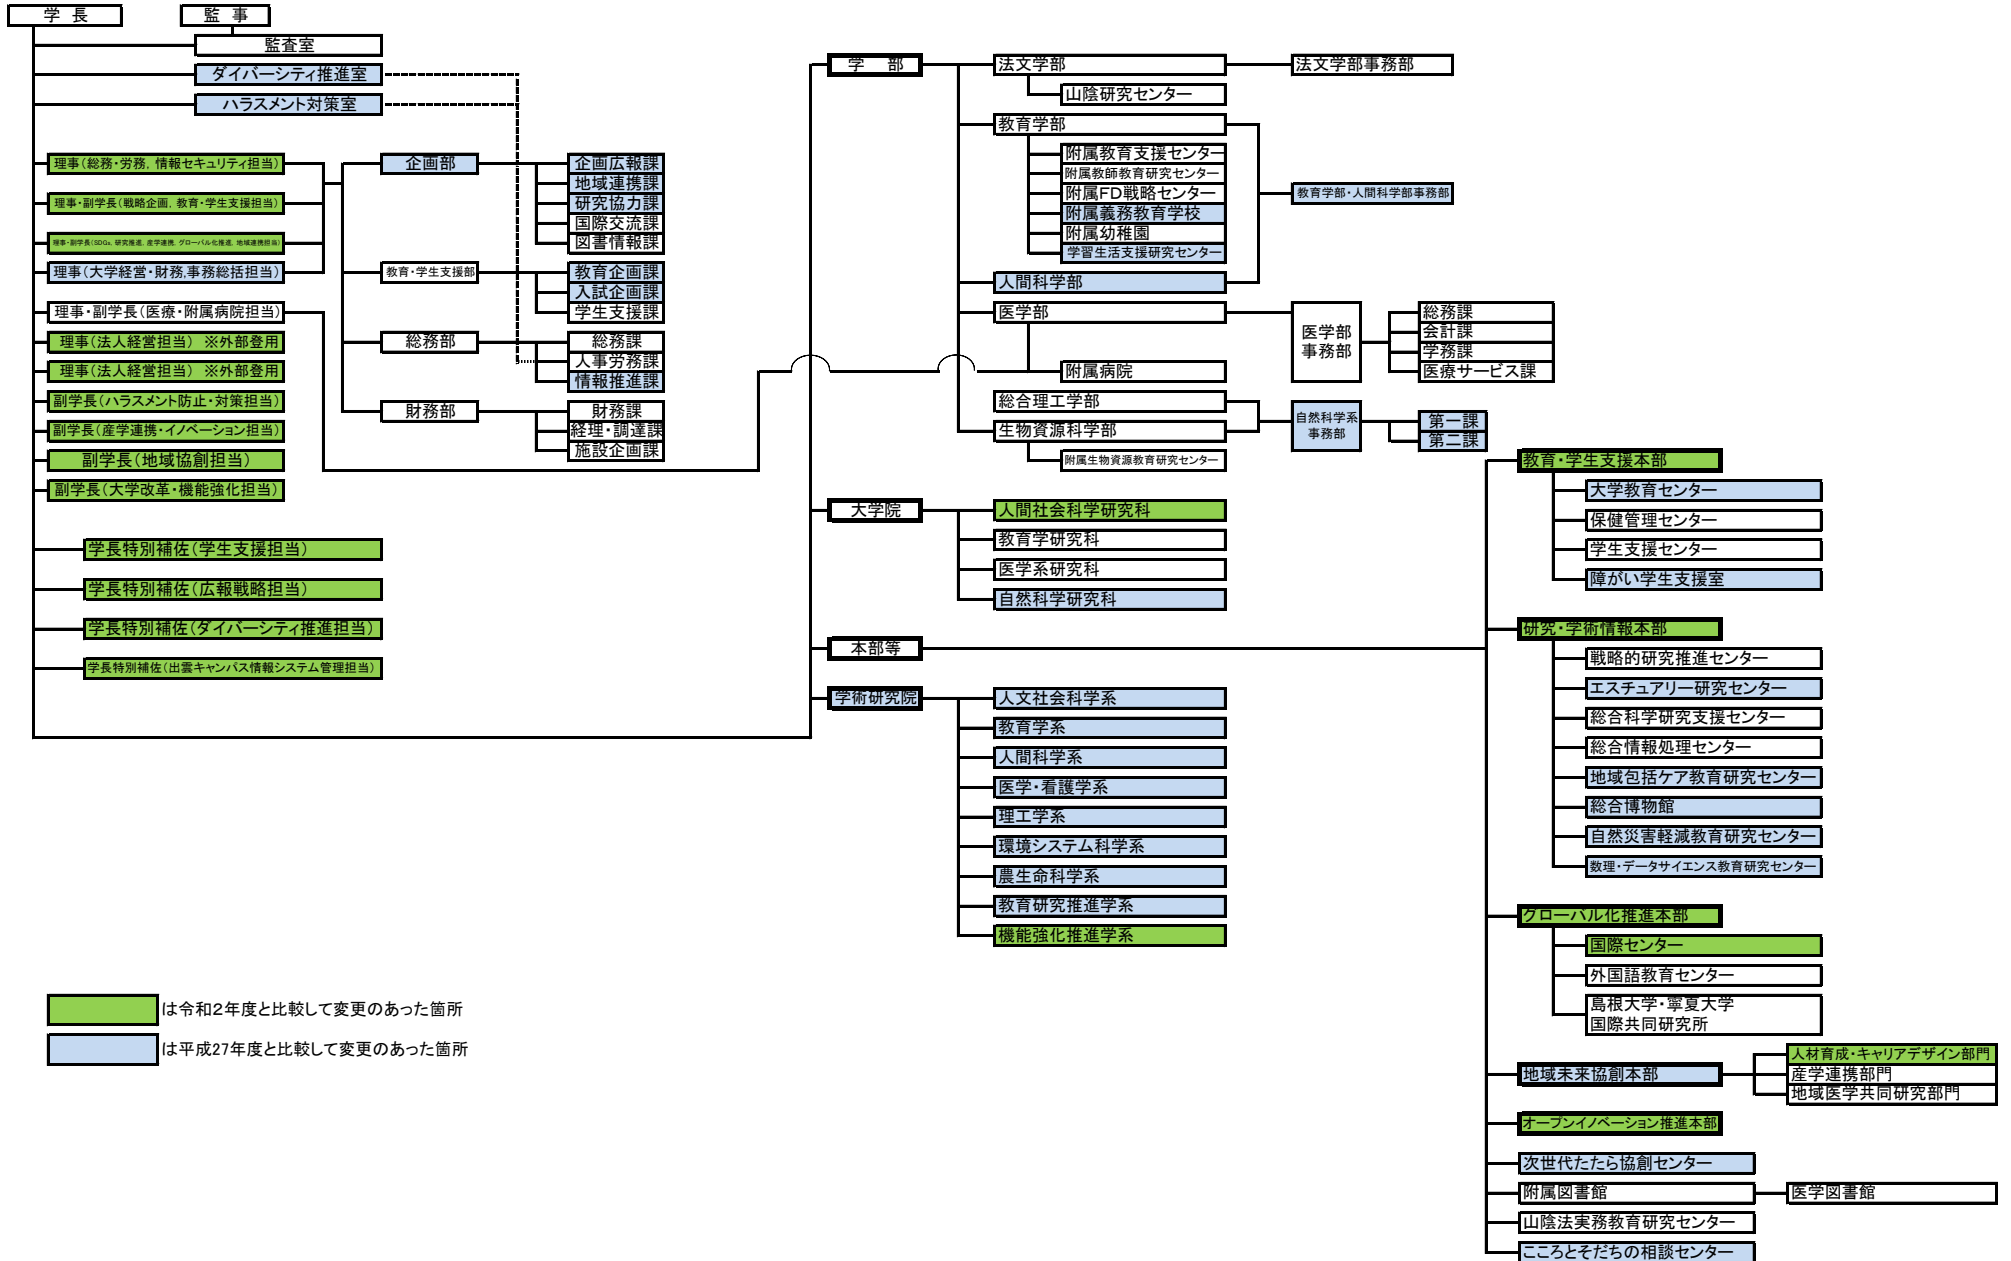 学 長
監 事
監査室
ダイバーシティ推進室
ハラスメント対策室
理事(総務・労務, 情報セキュリティ担当)
理事・副学長(戦略企画, 教育・学生支援担当)
理事・副学長(SDGs, 研究推進, 産学連携, グローバル化推進, 地域連携担当)
理事(大学経営・財務,事務総括担当)
理事・副学長(医療・附属病院担当)
理事(法人経営担当) ※外部登用
理事(法人経営担当) ※外部登用
副学長(ハラスメント防止・対策担当)
副学長(産学連携・イノベーション担当)
副学長(地域協創担当)
副学長(大学改革・機能強化担当)
学長特別補佐(学生支援担当)
学長特別補佐(広報戦略担当)
学長特別補佐(ダイバーシティ推進担当)
学長特別補佐(出雲キャンパス情報システム管理担当)
企画部
企画広報課
地域連携課
研究協力課
国際交流課
図書情報課
教育・学生支援部
教育企画課
入試企画課
学生支援課
総務部
総務課
人事労務課
情報推進課
財務部
財務課
経理・調達課
施設企画課
学 部
法文学部
法文学部事務部
山陰研究センター
教育学部
附属教育支援センター
附属教師教育研究センター
附属FD戦略センター
附属義務教育学校
附属幼稚園
学習生活支援研究センター
教育学部・人間科学部事務部
人間科学部
医学部
附属病院
医学部
事務部
総務課
会計課
学務課
医療サービス課
総合理工学部
生物資源科学部
附属生物資源教育研究センター
自然科学系
事務部
第一課
第二課
大学院
人間社会科学研究科
教育学研究科
医学系研究科
自然科学研究科
本部等
学術研究院
人文社会科学系
教育学系
人間科学系
医学・看護学系
理工学系
環境システム科学系
農生命科学系
教育研究推進学系
機能強化推進学系
教育・学生支援本部
大学教育センター
保健管理センター
学生支援センター
障がい学生支援室
研究・学術情報本部
戦略的研究推進センター
エスチュアリー研究センター
総合科学研究支援センター
総合情報処理センター
地域包括ケア教育研究センター
総合博物館
自然災害軽減教育研究センター
数理・データサイエンス教育研究センター
グローバル化推進本部
国際センター
外国語教育センター
島根大学・寧夏大学
国際共同研究所
地域未来協創本部
人材育成・キャリアデザイン部門
産学連携部門
地域医学共同研究部門
オープンイノベーション推進本部
次世代たたら協創センター
附属図書館
医学図書館
山陰法実務教育研究センター
こころとそだちの相談センター
は令和2年度と比較して変更のあった箇所
は平成27年度と比較して変更のあった箇所